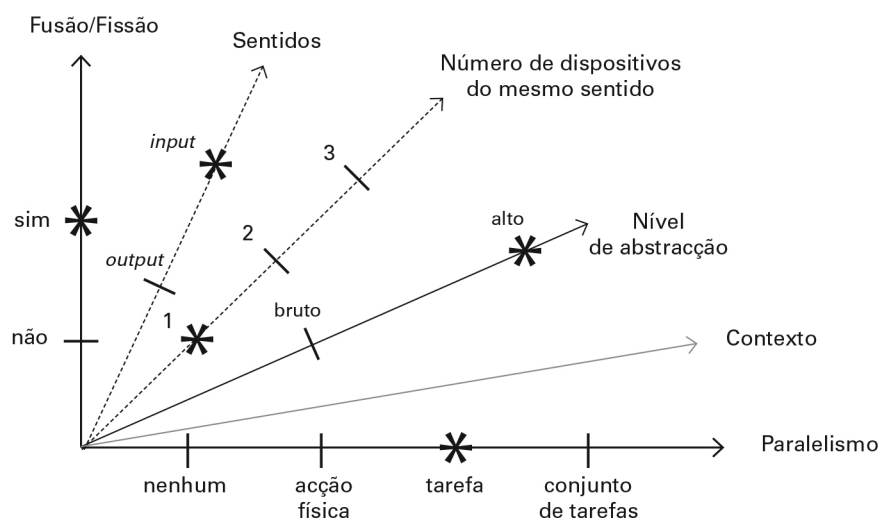 Fusão/Fissão
Sentidos
Número de dispositivos
do mesmo sentido
input
3
sim
alto
Nível
de abstracção
2
output
1
bruto
não
Contexto
Paralelismo
nenhum
acção
física
tarefa
conjunto
de tarefas